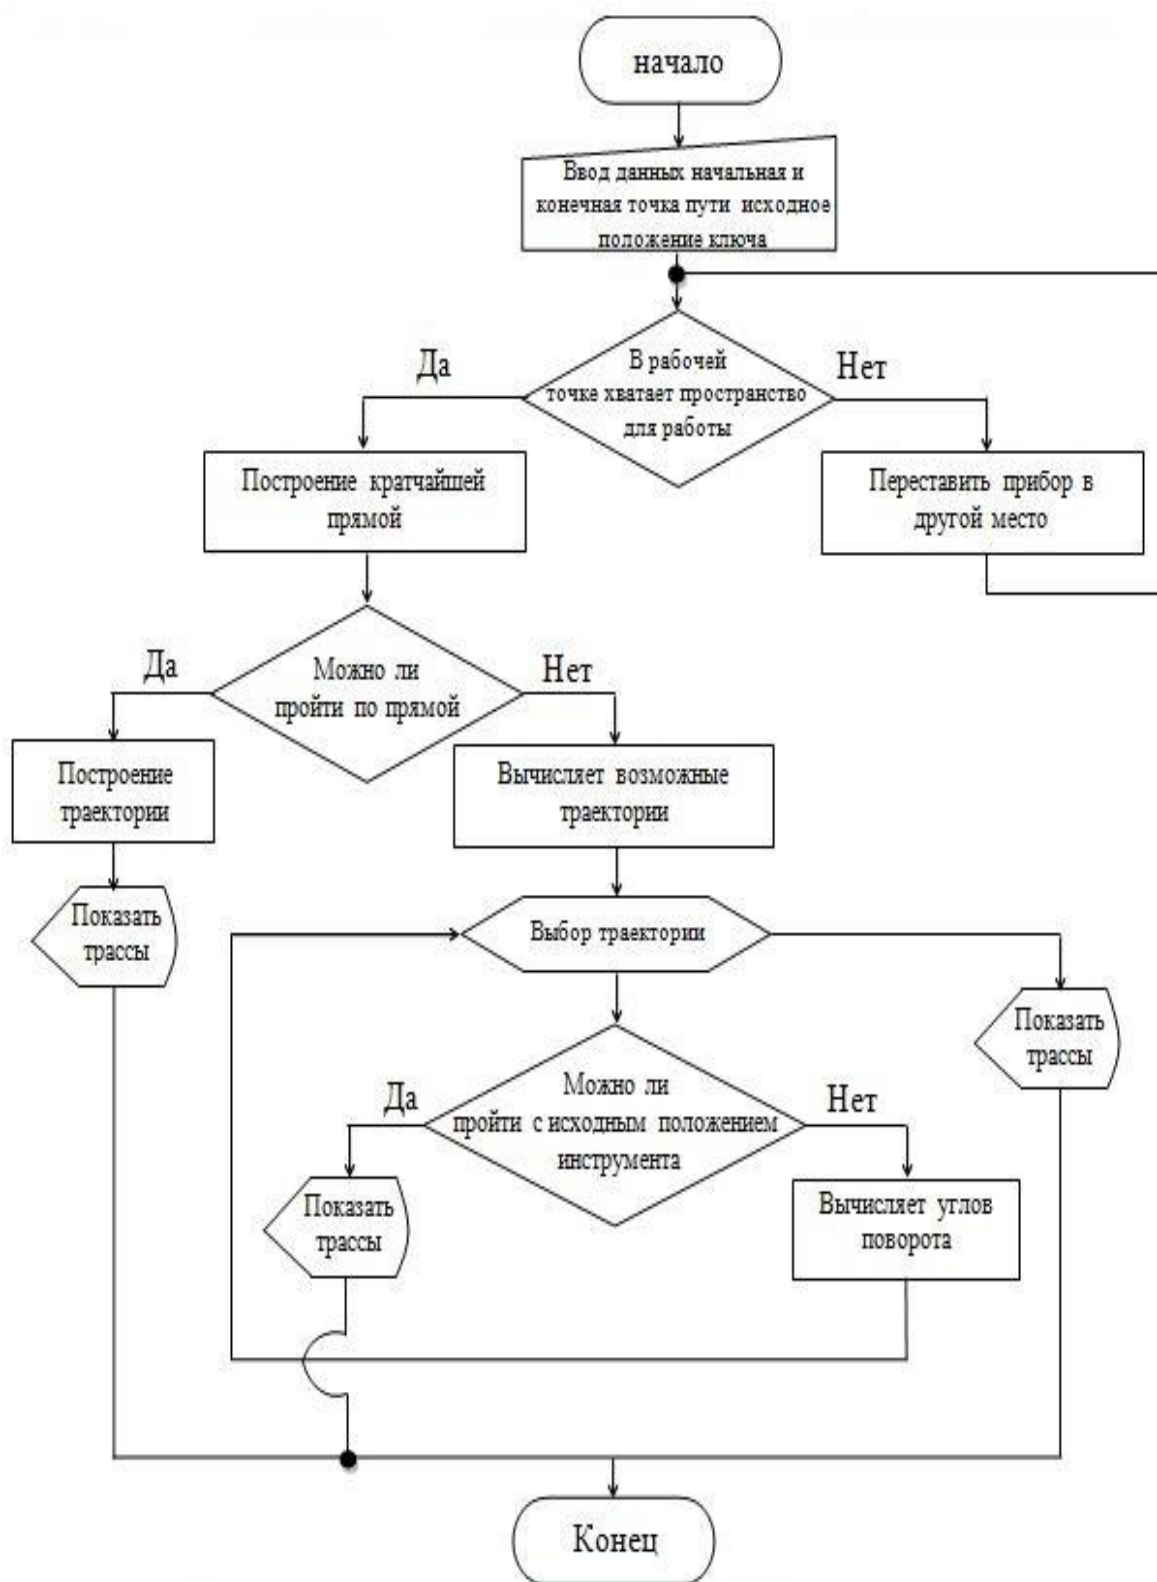 начало
Ввод данных начальная и
конечная точка пути исходное
положение ключа
В рабочей
точке хватает пространство
для работы
Да
Нет
Построение кратчайшей
прямой
Переставить прибор в
другой место
Можно ли
пройти по прямой
Да
Нет
Построение
траектории
Вычисляет возможные
траектории
Показать
трассы
Выбор траектории
Показать
трассы
Можно ли
пройти с исходным положением
инструмента
Да
Нет
Показать
трассы
Вычисляет углов
поворота
Конец